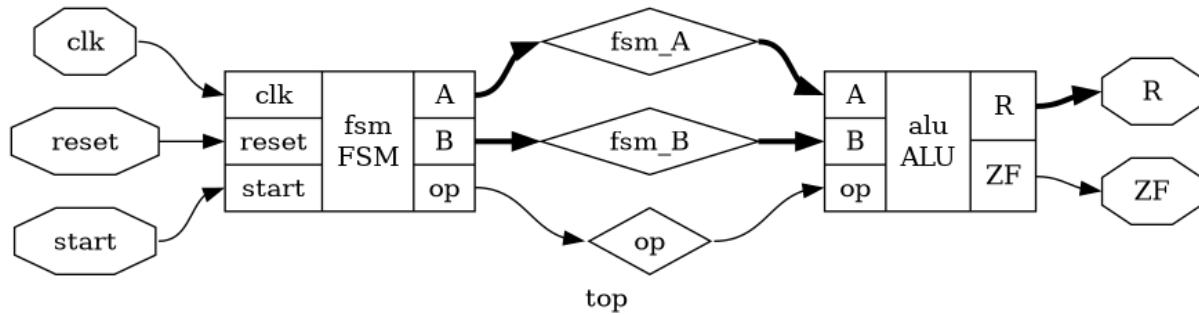 clk
reset
start
clk
reset
start
fsm
FSM
A
B
op
fsm_A
fsm_B
op
A
B
op
alu
ALU
R
ZF
R
ZF
top